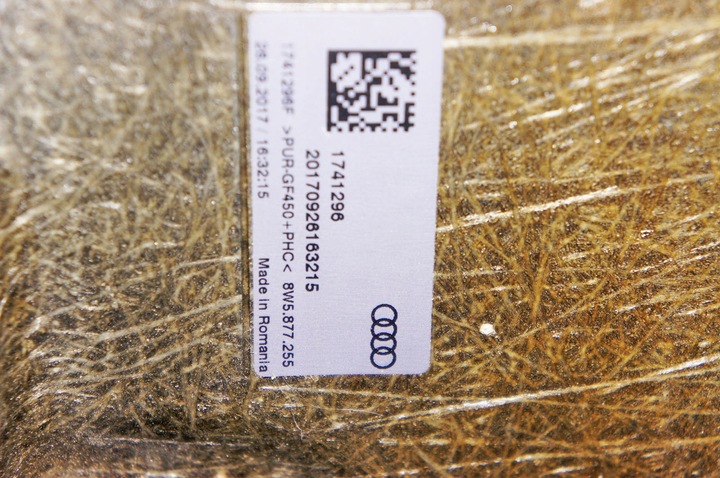 1741296
20170926163215
1741296F >PUR-GF450+PHC< 8W5.877.255
26.09.2017 / 16:32:15 Made in Romania